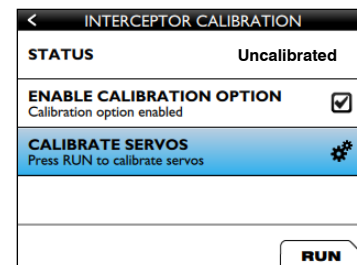 < INTERCEPTOR CALIBRATION
STATUS Uncalibrated
ENABLE CALIBRATION OPTION
Calibration option enabled
CALIBRATE SERVOS
Press RUN to calibrate servos
RUN